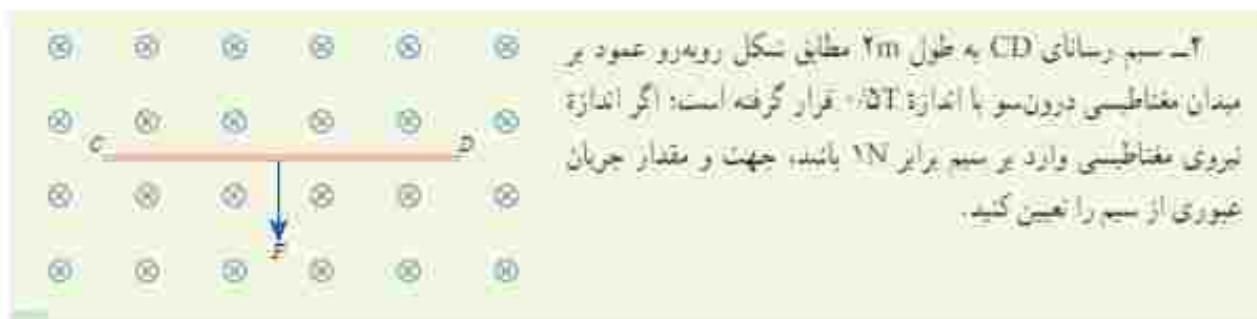 ۲ــ سیم رسانای CD به طول ۲m مطابق شکل روبه‌رو عمود بر
میدان مغناطیسی درون‌سو با اندازهٔ ۰/۵T قرار گرفته است؛ اگر اندازهٔ
نیروی مغناطیسی وارد بر سیم برابر ۱N باشد، جهت و مقدار جریان
عبوری از سیم را تعیین کنید.
C
D
F